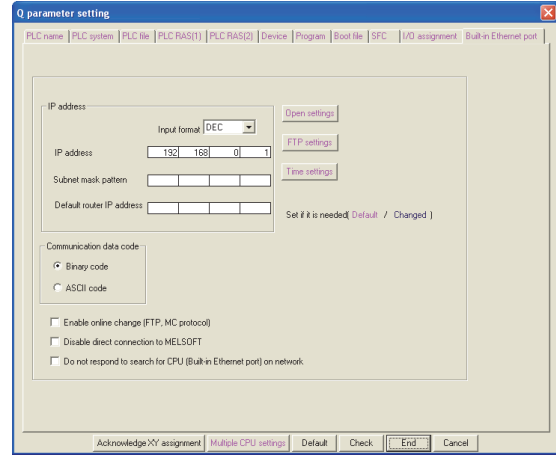 Q parameter setting
PLC name PLC system PLC file PLC RAS(1) PLC RAS(2) Device Program Boot file SFC I/O assignment Built-in Ethernet port
IP address
Input format DEC
IP address 192 168 0 1
Subnet mask pattern
Default router IP address
Open settings
FTP settings
Time settings
Set if it is needed( Default / Changed )
Communication data code
Binary code
ASCII code
Enable online change (FTP, MC protocol)
Disable direct connection to MELSOFT
Do not respond to search for CPU (Built-in Ethernet port) on network
Acknowledge XY assignment Multiple CPU settings Default Check End Cancel